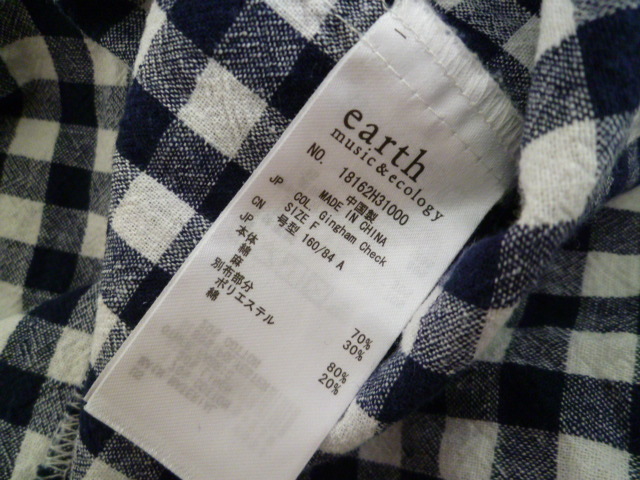 earth
music&ecology
NO. 18162H31000
中国製
MADE IN CHINA
COL. Gingham Check
JP SIZE F
CN 号型 160/84 A
JP
本体
綿 70%
麻 30%
別布部分
ポリエステル 80%
綿 20%